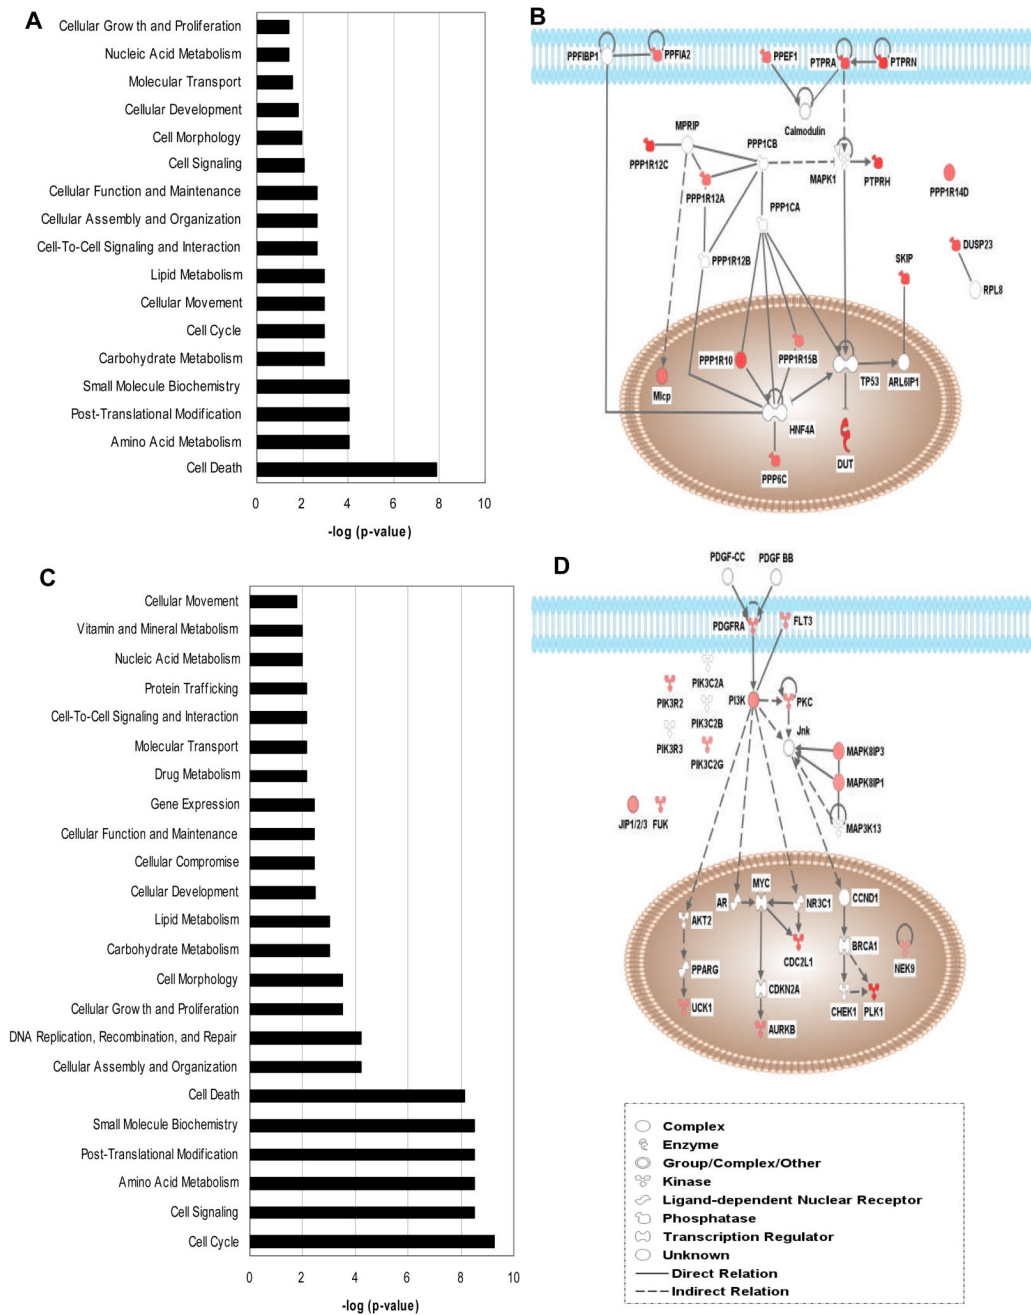 A
Cellular Growth and Proliferation
Nucleic Acid Metabolism
Molecular Transport
Cellular Development
Cell Morphology
Cell Signaling
Cellular Function and Maintenance
Cellular Assembly and Organization
Cell-To-Cell Signaling and Interaction
Lipid Metabolism
Cellular Movement
Cell Cycle
Carbohydrate Metabolism
Small Molecule Biochemistry
Post-Translational Modification
Amino Acid Metabolism
Cell Death
0 2 4 6 8 10
-log (p-value)
B
PPFIBP1
PPFIA2
PPEF1
PTPRA
PTPRN
Calmodulin
MPRIP
PPP1CB
PPP1R12C
MAPK1
PTPRH
PPP1R12A
PPP1R14D
PPP1CA
DUSP23
PPP1R12B
SKIP
RPL8
PPP1R10
PPP1R15B
Mlcp
TP53
ARL6IP1
HNF4A
DUT
PPP6C
C
Cellular Movement
Vitamin and Mineral Metabolism
Nucleic Acid Metabolism
Protein Trafficking
Cell-To-Cell Signaling and Interaction
Molecular Transport
Drug Metabolism
Gene Expression
Cellular Function and Maintenance
Cellular Compromise
Cellular Development
Lipid Metabolism
Carbohydrate Metabolism
Cell Morphology
Cellular Growth and Proliferation
DNA Replication, Recombination, and Repair
Cellular Assembly and Organization
Cell Death
Small Molecule Biochemistry
Post-Translational Modification
Amino Acid Metabolism
Cell Signaling
Cell Cycle
0 2 4 6 8 10
-log (p-value)
D
PDGF-CC
PDGF BB
PDGFRA
FLT3
PIK3C2A
PIK3R2
PI3K
PKC
PIK3C2B
PIK3R3
Jnk
PIK3C2G
MAPK8IP3
MAPK8IP1
JIP1/2/3
FUK
MAP3K13
MYC
CCND1
AR
NR3C1
AKT2
BRCA1
CDC2L1
NEK9
PPARG
CDKN2A
UCK1
CHEK1
PLK1
AURKB
Complex
Enzyme
Group/Complex/Other
Kinase
Ligand-dependent Nuclear Receptor
Phosphatase
Transcription Regulator
Unknown
Direct Relation
Indirect Relation